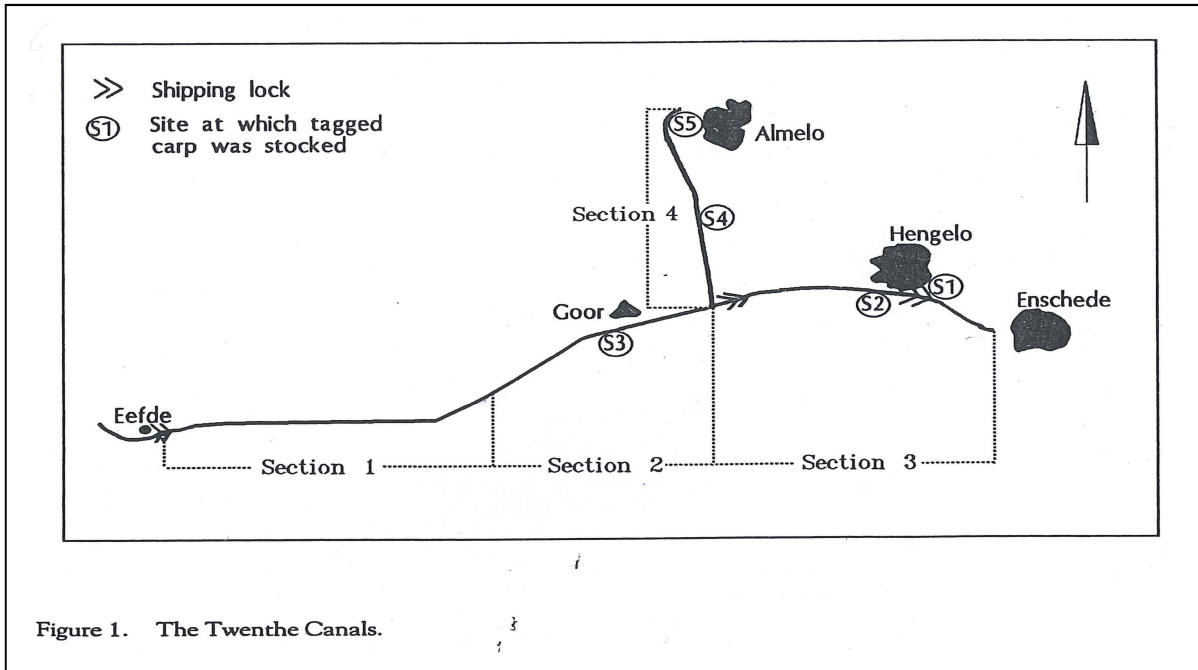 Shipping lock
S1 Site at which tagged
carp was stocked
S5
Almelo
Section 4
S4
Hengelo
S1
S2
Enschede
Goor
S3
Eefde
Section 1
Section 2
Section 3
Figure 1. The Twenthe Canals.